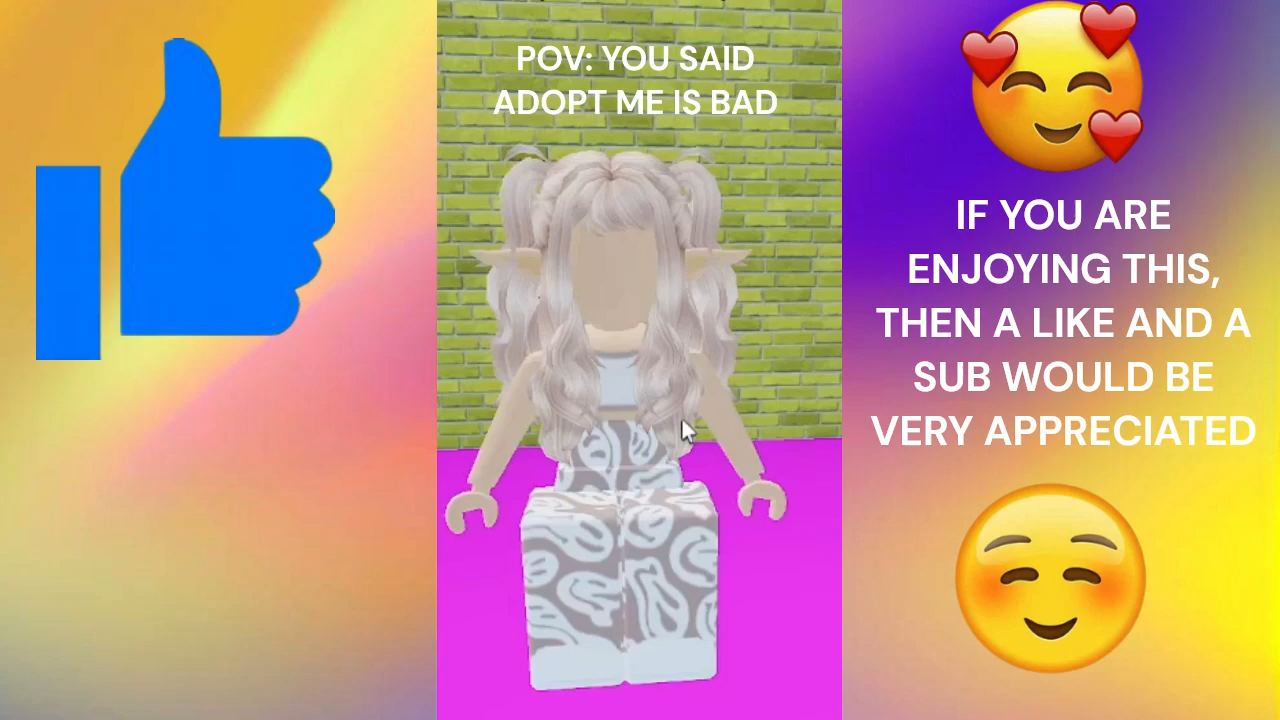 POV: YOU SAID
ADOPT ME IS BAD
IF YOU ARE
ENJOYING THIS,
THEN A LIKE AND A
SUB WOULD BE
VERY APPRECIATED